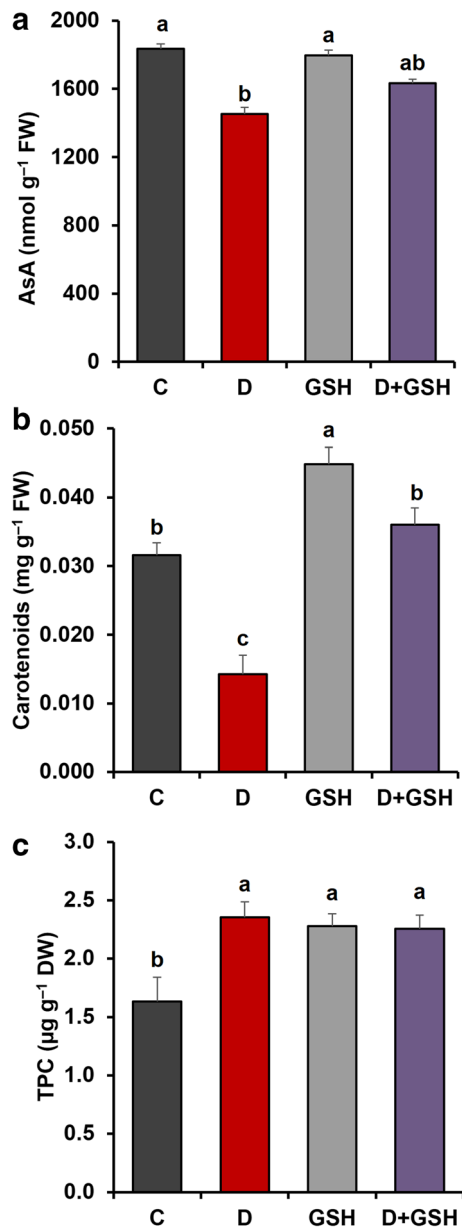 a
2000
1600
1200
800
400
0
AsA (nmol g⁻¹ FW)
a
b
a
ab
C D GSH D+GSH
b
0.050
0.040
0.030
0.020
0.010
0.000
Carotenoids (mg g⁻¹ FW)
b
c
a
b
C D GSH D+GSH
c
3.0
2.5
2.0
1.5
1.0
0.5
0.0
TPC (µg g⁻¹ DW)
b
a
a
a
C D GSH D+GSH